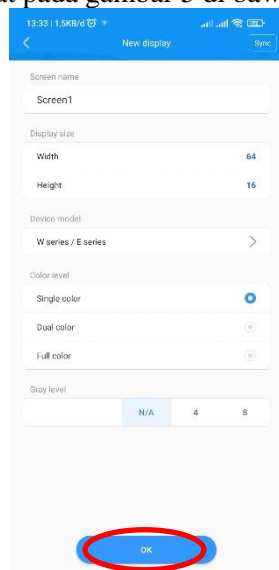 13:33 | 1,5KB/d
New display
Sync
Screen name
Screen1
Display size
Width 64
Height 16
Device model
W series / E series
Color level
Single color
Dual color
Full color
Gray level
N/A 4 8
OK